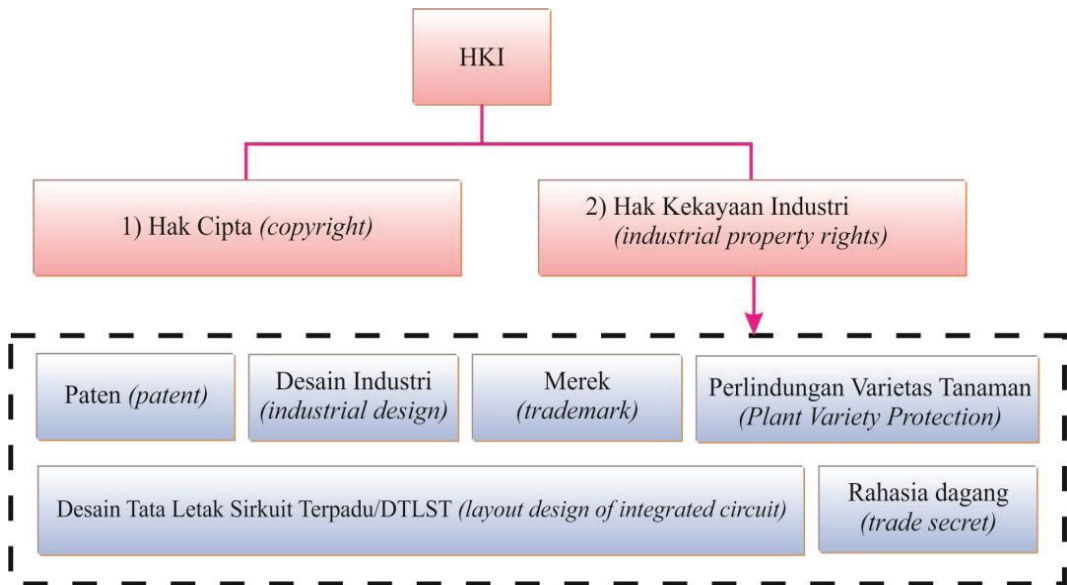 HKI
1) Hak Cipta (copyright)
2) Hak Kekayaan Industri
(industrial property rights)
Paten (patent)
Desain Industri
(industrial design)
Merek
(trademark)
Perlindungan Varietas Tanaman
(Plant Variety Protection)
Desain Tata Letak Sirkuit Terpadu/DTLST (layout design of integrated circuit)
Rahasia dagang
(trade secret)